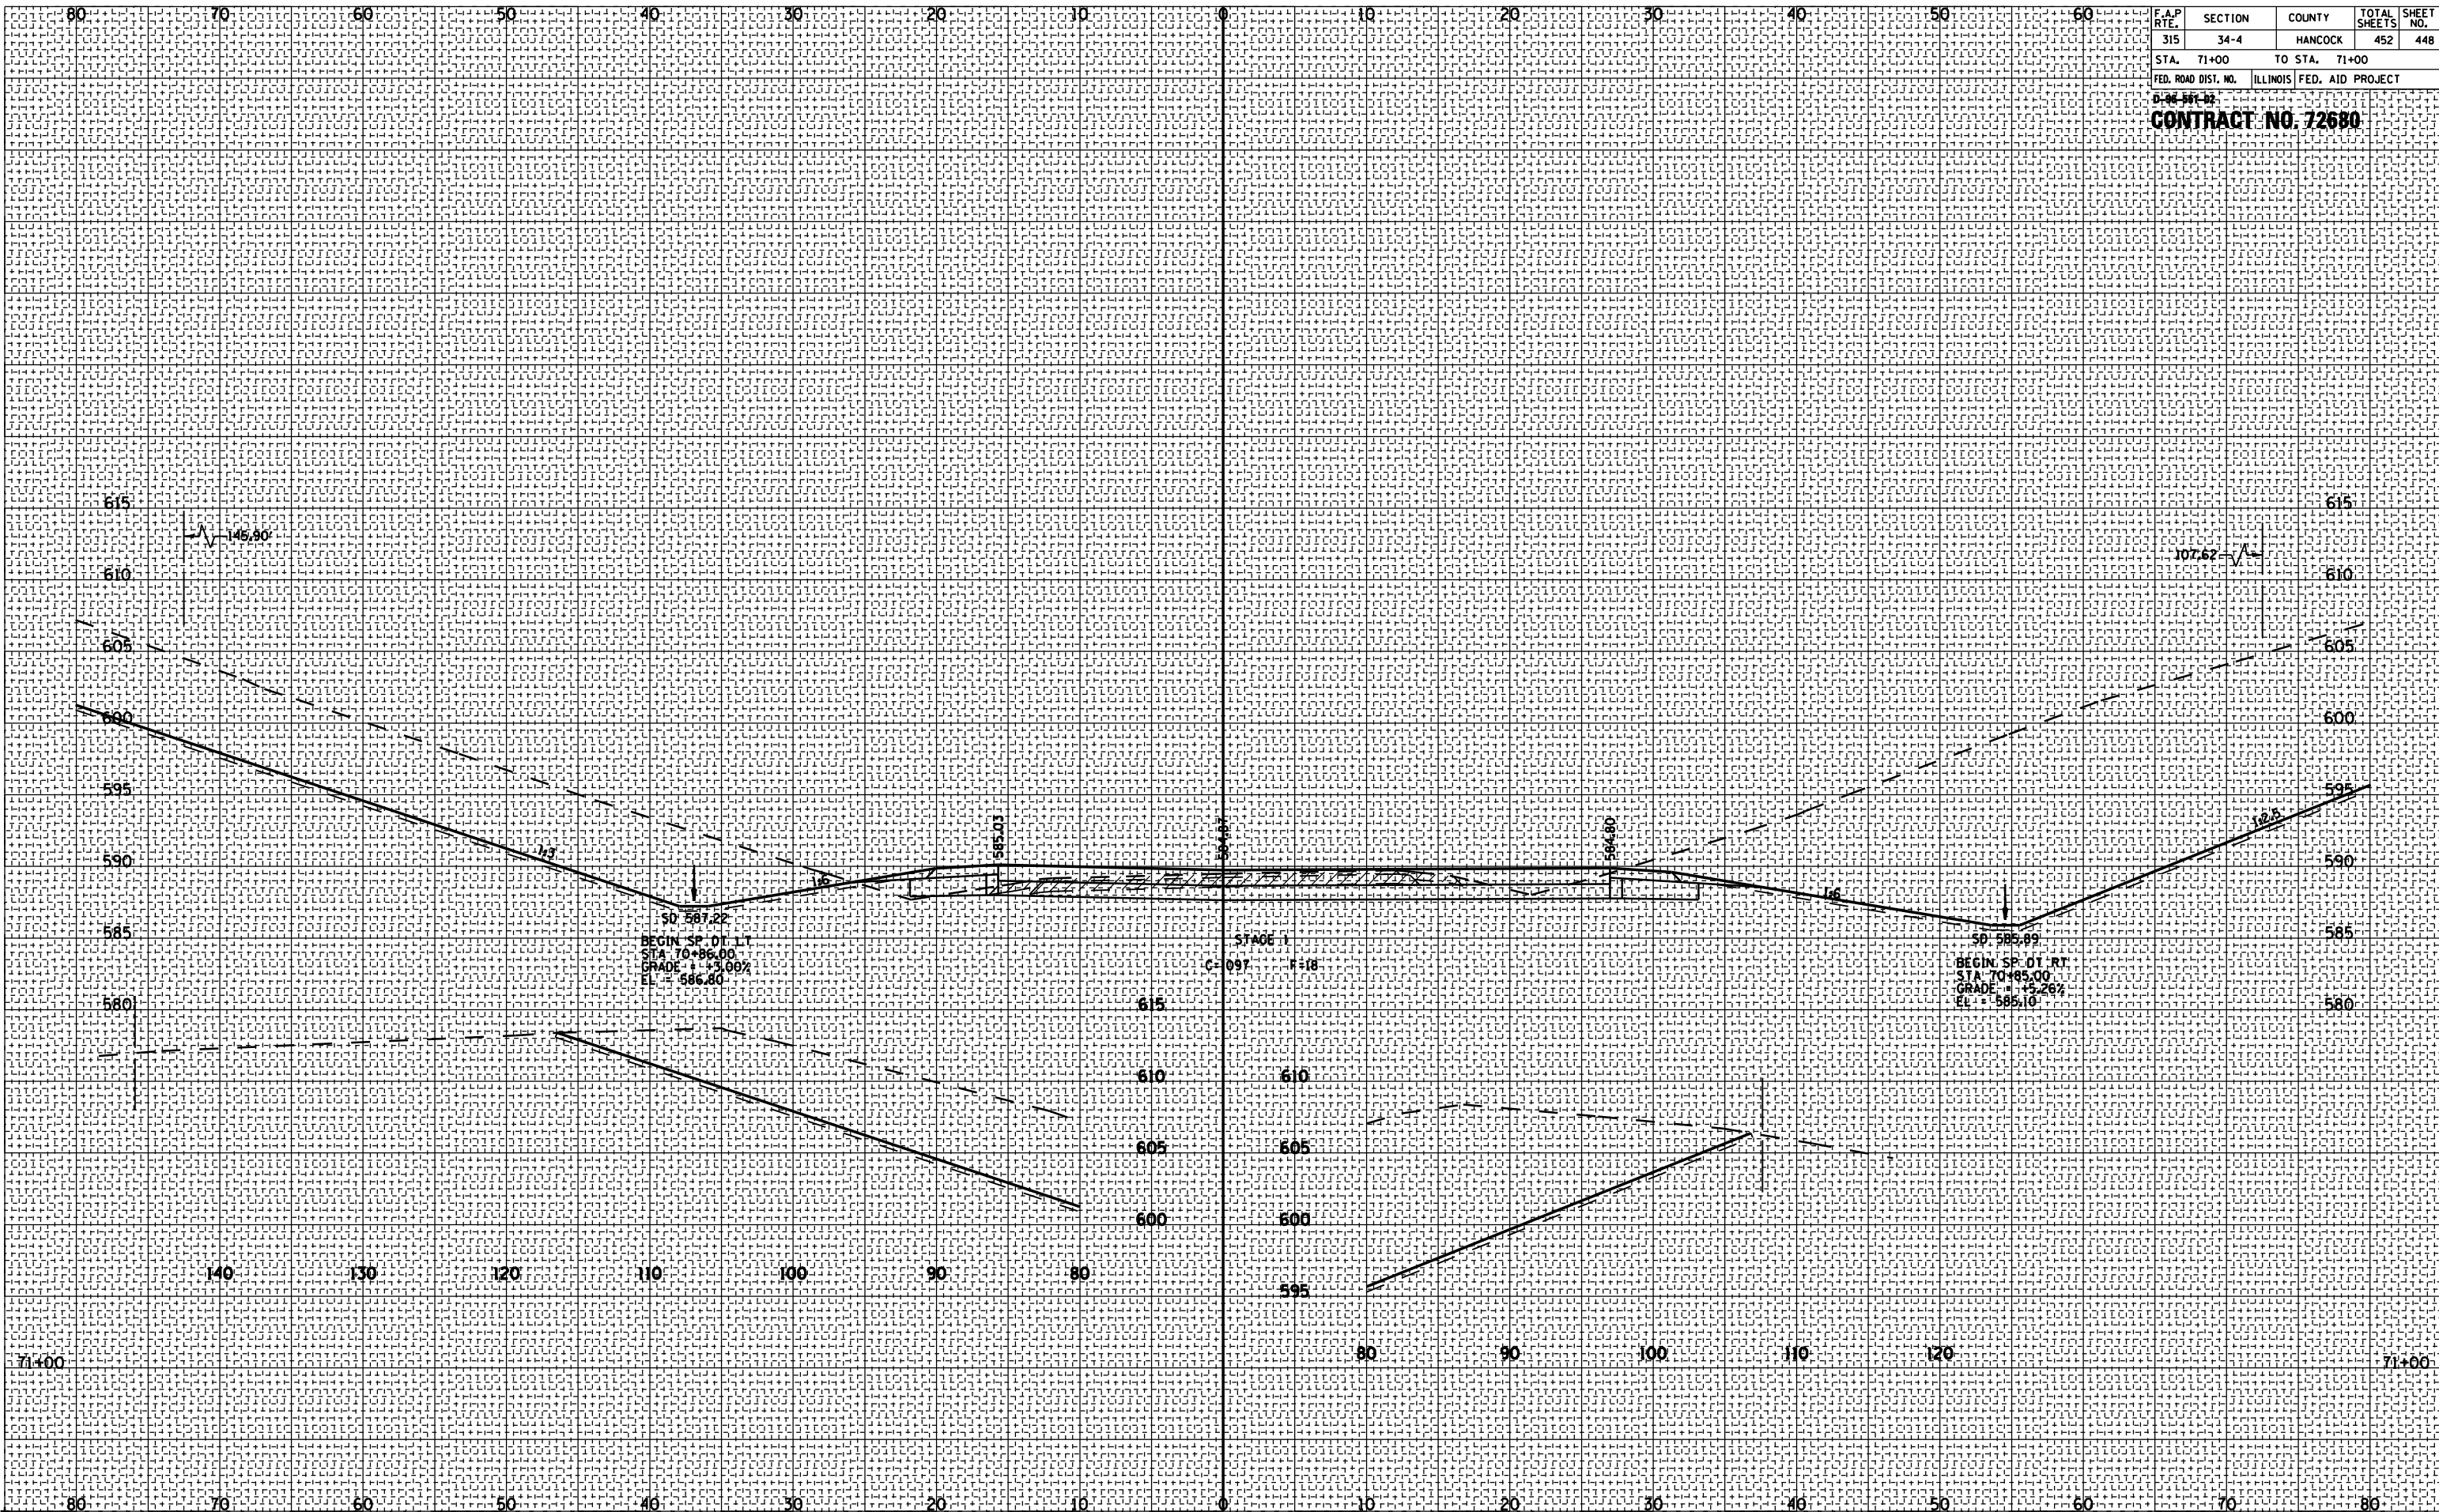 80 70 60 50 40 30 20 10 0 10 20 30 40 50 60
F.A.P RTE. SECTION COUNTY TOTAL SHEETS SHEET NO.
315 34-4 HANCOCK 452 448
STA. 71+00 TO STA. 71+00
FED. ROAD DIST. NO. ILLINOIS FED. AID PROJECT
CONTRACT NO. 72680
615 615
145.90'
107.62
610 610
605 605
600 600
595 595
1:2.5
585.03
584.87
584.80
1:3
590 590
1:6
1:6
SD 587.22
BEGIN SP DT LT
STA 70+86.00
GRADE = +3.00%
EL = 586.80
585 585
STAGE 1
C=1097 F=18
SD 585.89
BEGIN SP DT RT
STA 70+85.00
GRADE = +5.26%
EL = 585.10
580 580
615
610 610
605 605
600 600
140 130 120 110 100 90 80
595
80 90 100 110 120
71+00 71+00
80 70 60 50 40 30 20 10 0 10 20 30 40 50 60 70 80